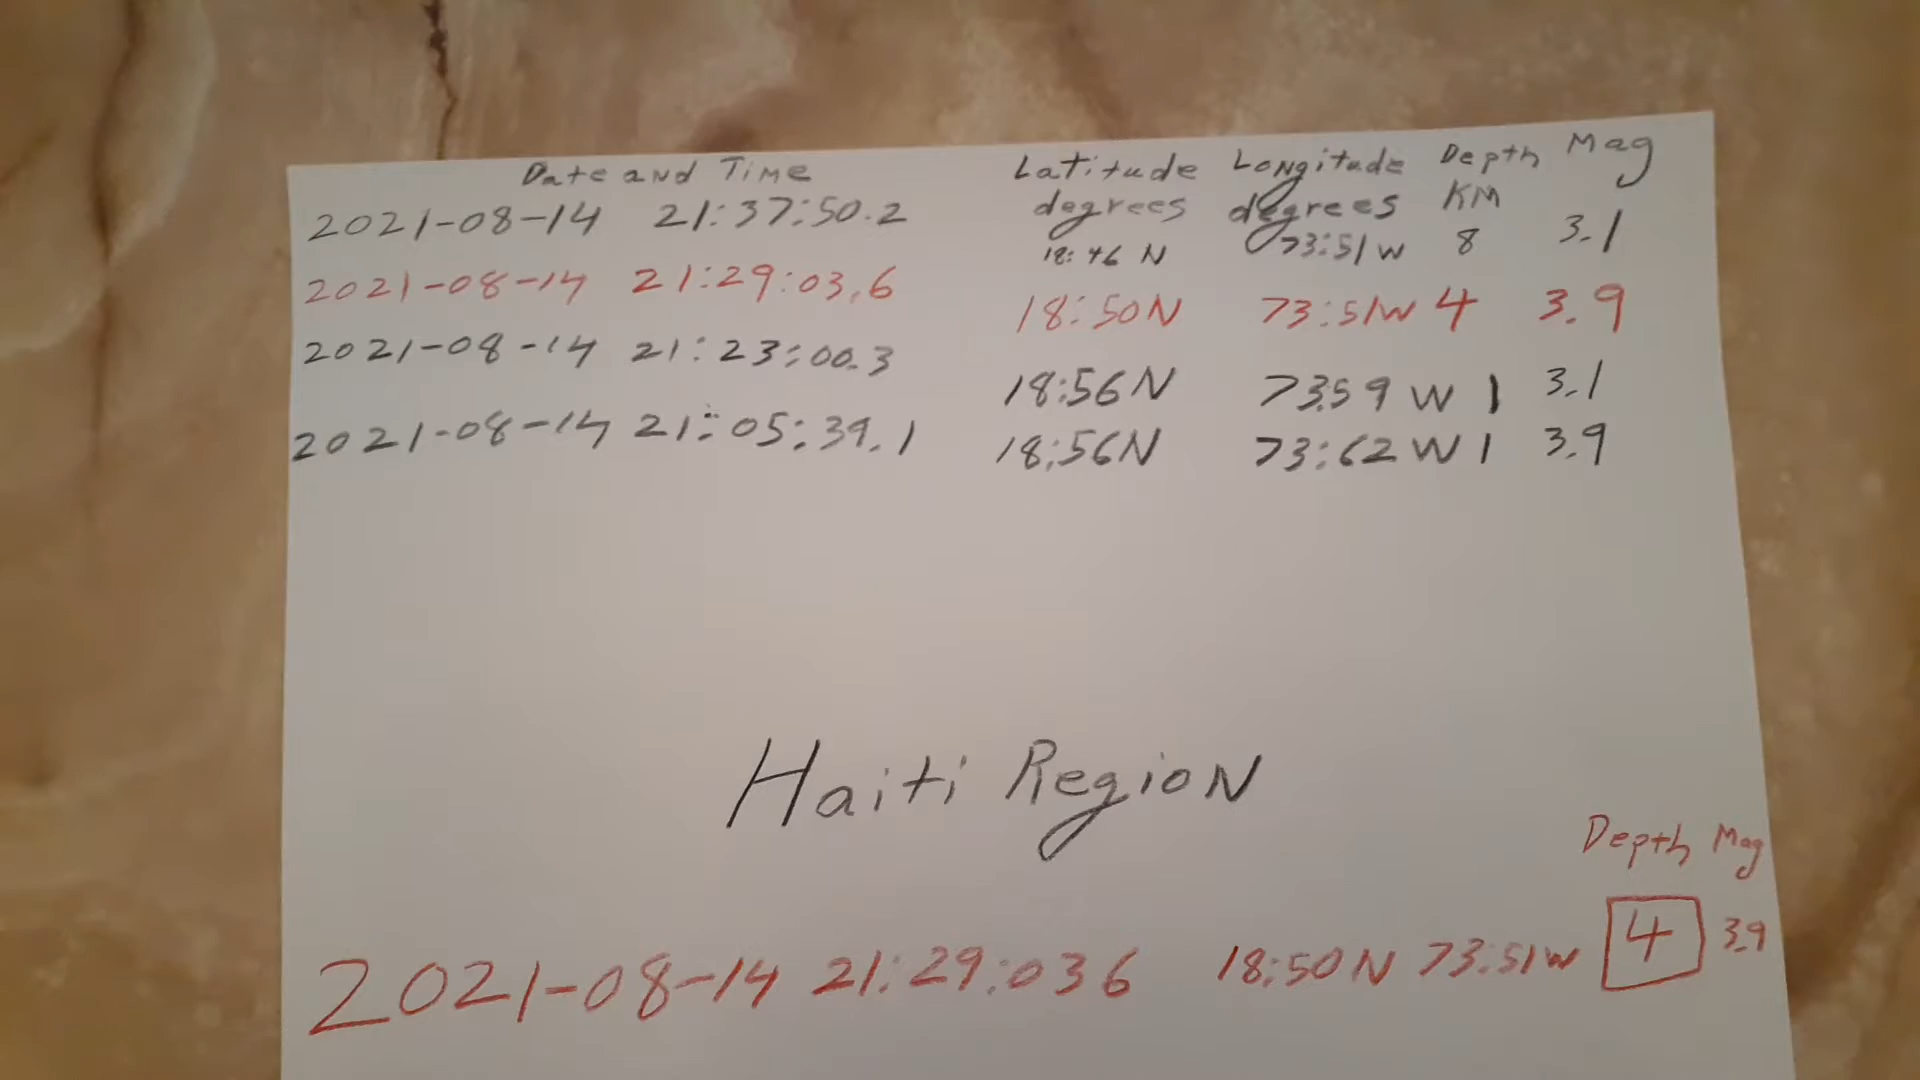 Date and Time Latitude degrees Longitude degrees Depth KM Mag
2021-08-14 21:37:50.2 18:46 N 73:51W 8 3.1
2021-08-14 21:29:03.6 18:50N 73:51W 4 3.9
2021-08-14 21:23:00.3 18:56N 73:59 W 1 3.1
2021-08-14 21:05:39.1 18:56N 73:62 W 1 3.9
Haiti Region
Depth Mag
2021-08-14 21:29:036 18:50N 73:51W 4 3.9